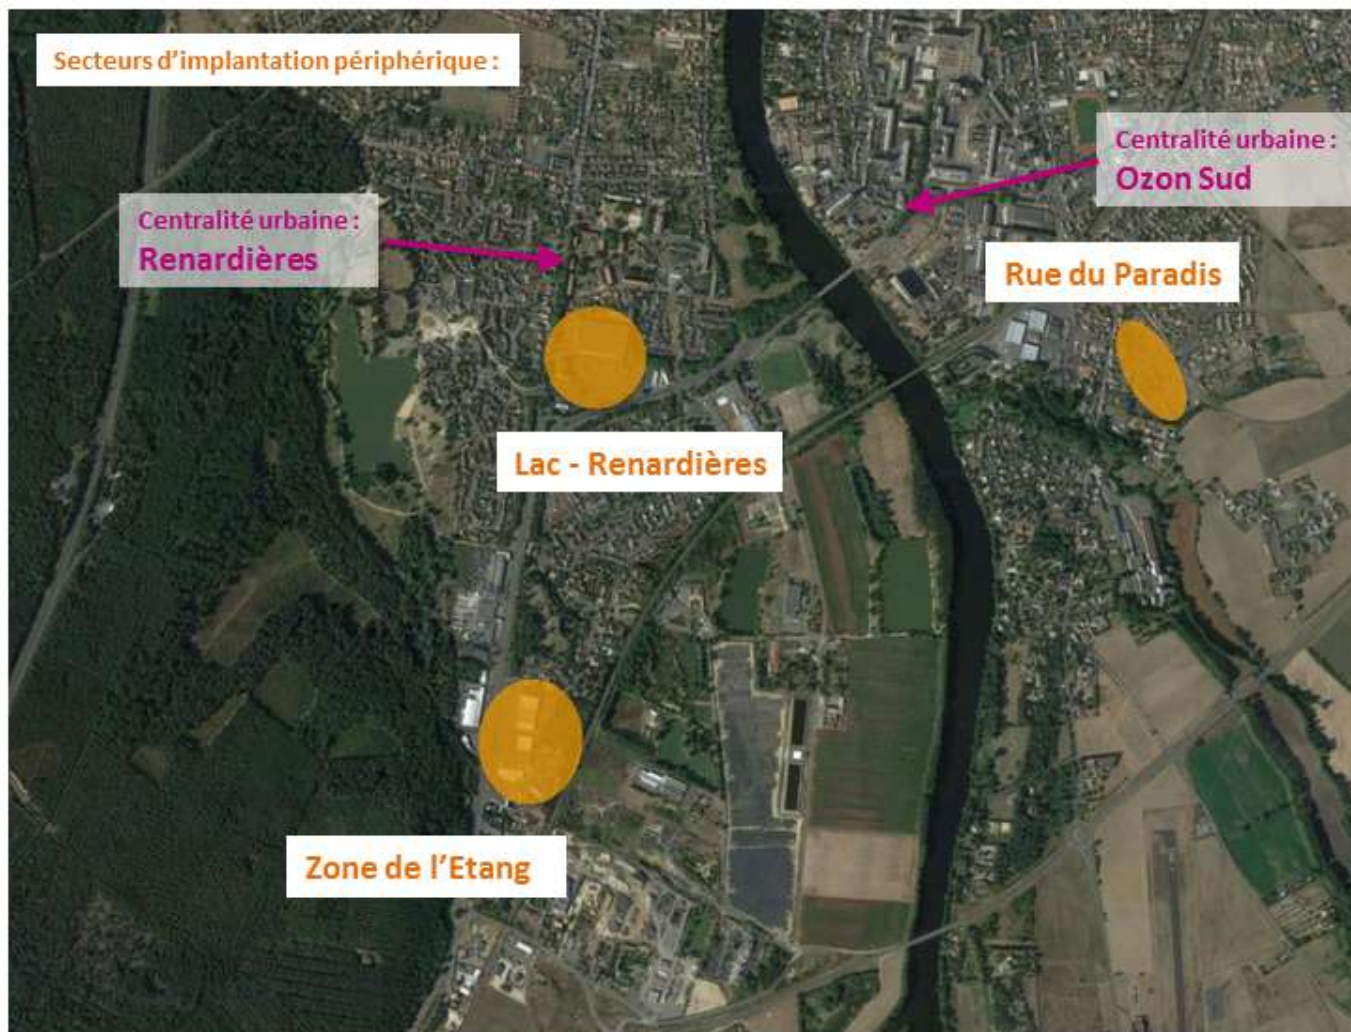 Secteurs d'implantation périphérique :
Centralité urbaine :
Ozon Sud
Centralité urbaine :
Renardières
Rue du Paradis
Lac - Renardières
Zone de l'Etang